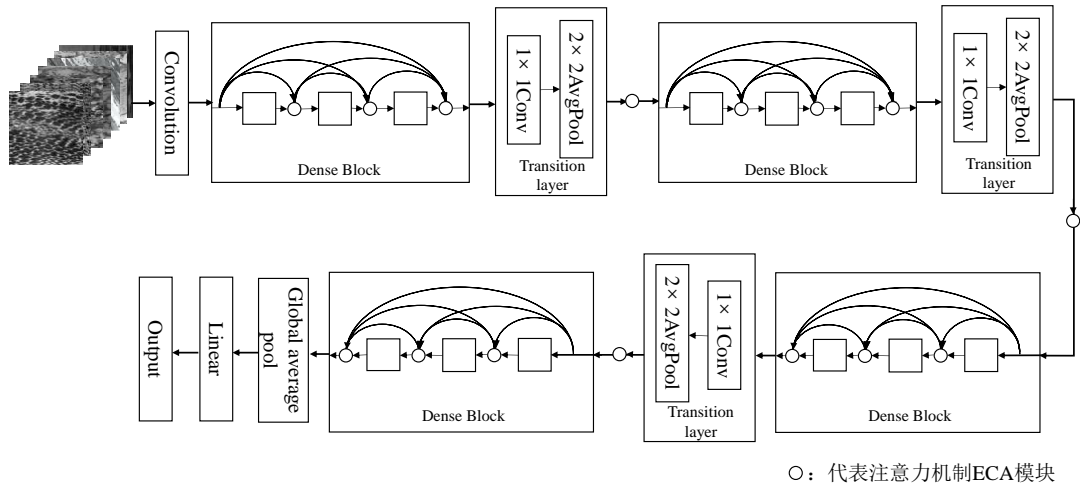 Convolution
Dense Block
1×1Conv
2×2AvgPool
Transition
layer
Dense Block
1×1Conv
2×2AvgPool
Transition
layer
Output
Linear
Global average
pool
Dense Block
2×2AvgPool
1×1Conv
Transition
layer
Dense Block
○：代表注意力机制ECA模块